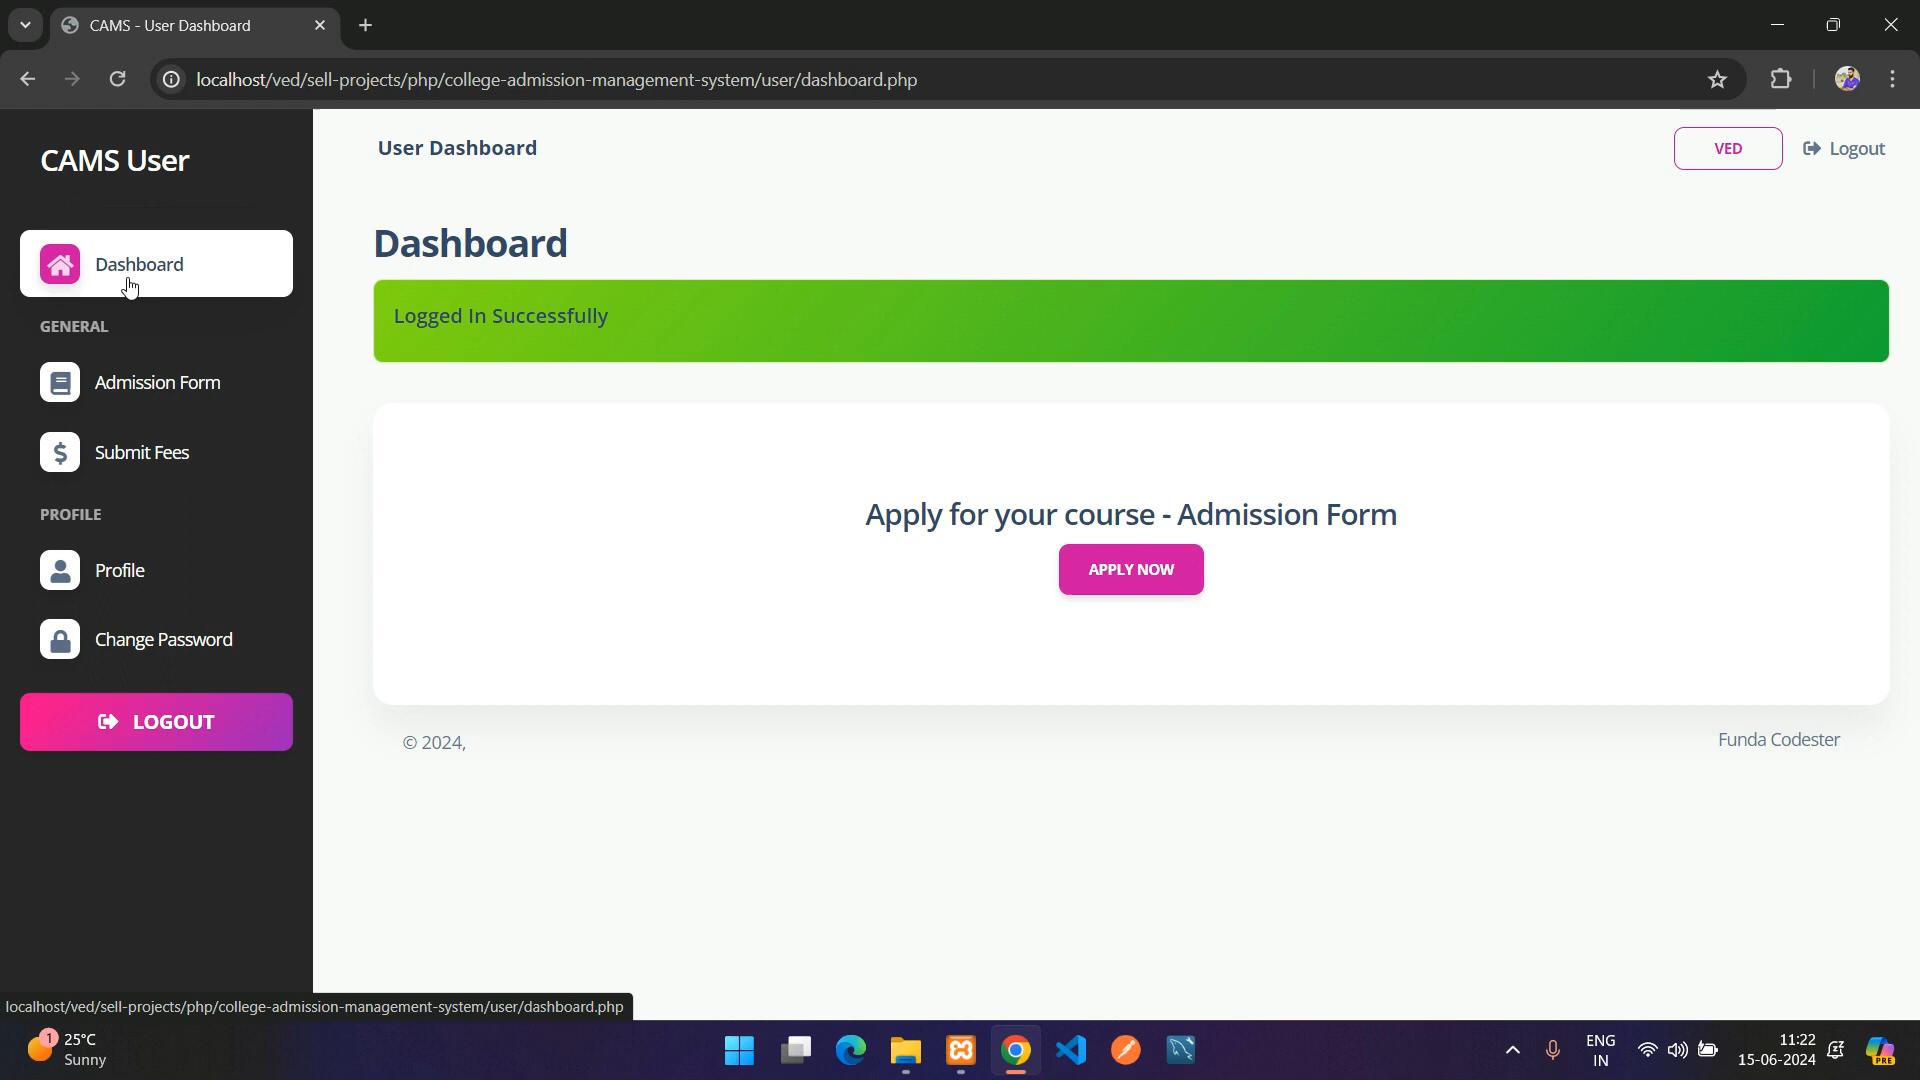 CAMS - User Dashboard
localhost/ved/sell-projects/php/college-admission-management-system/user/dashboard.php
CAMS User
Dashboard
GENERAL
Admission Form
Submit Fees
PROFILE
Profile
Change Password
LOGOUT
User Dashboard
VED
Logout
Dashboard
Logged In Successfully
Apply for your course - Admission Form
APPLY NOW
© 2024,
Funda Codester
localhost/ved/sell-projects/php/college-admission-management-system/user/dashboard.php
1
25°C
Sunny
ENG
IN
11:22
15-06-2024
PRE